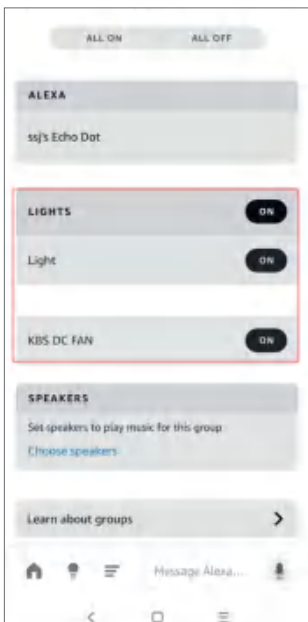 ALL ON ALL OFF
ALEXA
ssj's Echo Dot
LIGHTS ON
Light ON
KBS DC FAN ON
SPEAKERS
Set speakers to play music for this group
Choose speakers
Learn about groups
Message Alexa...